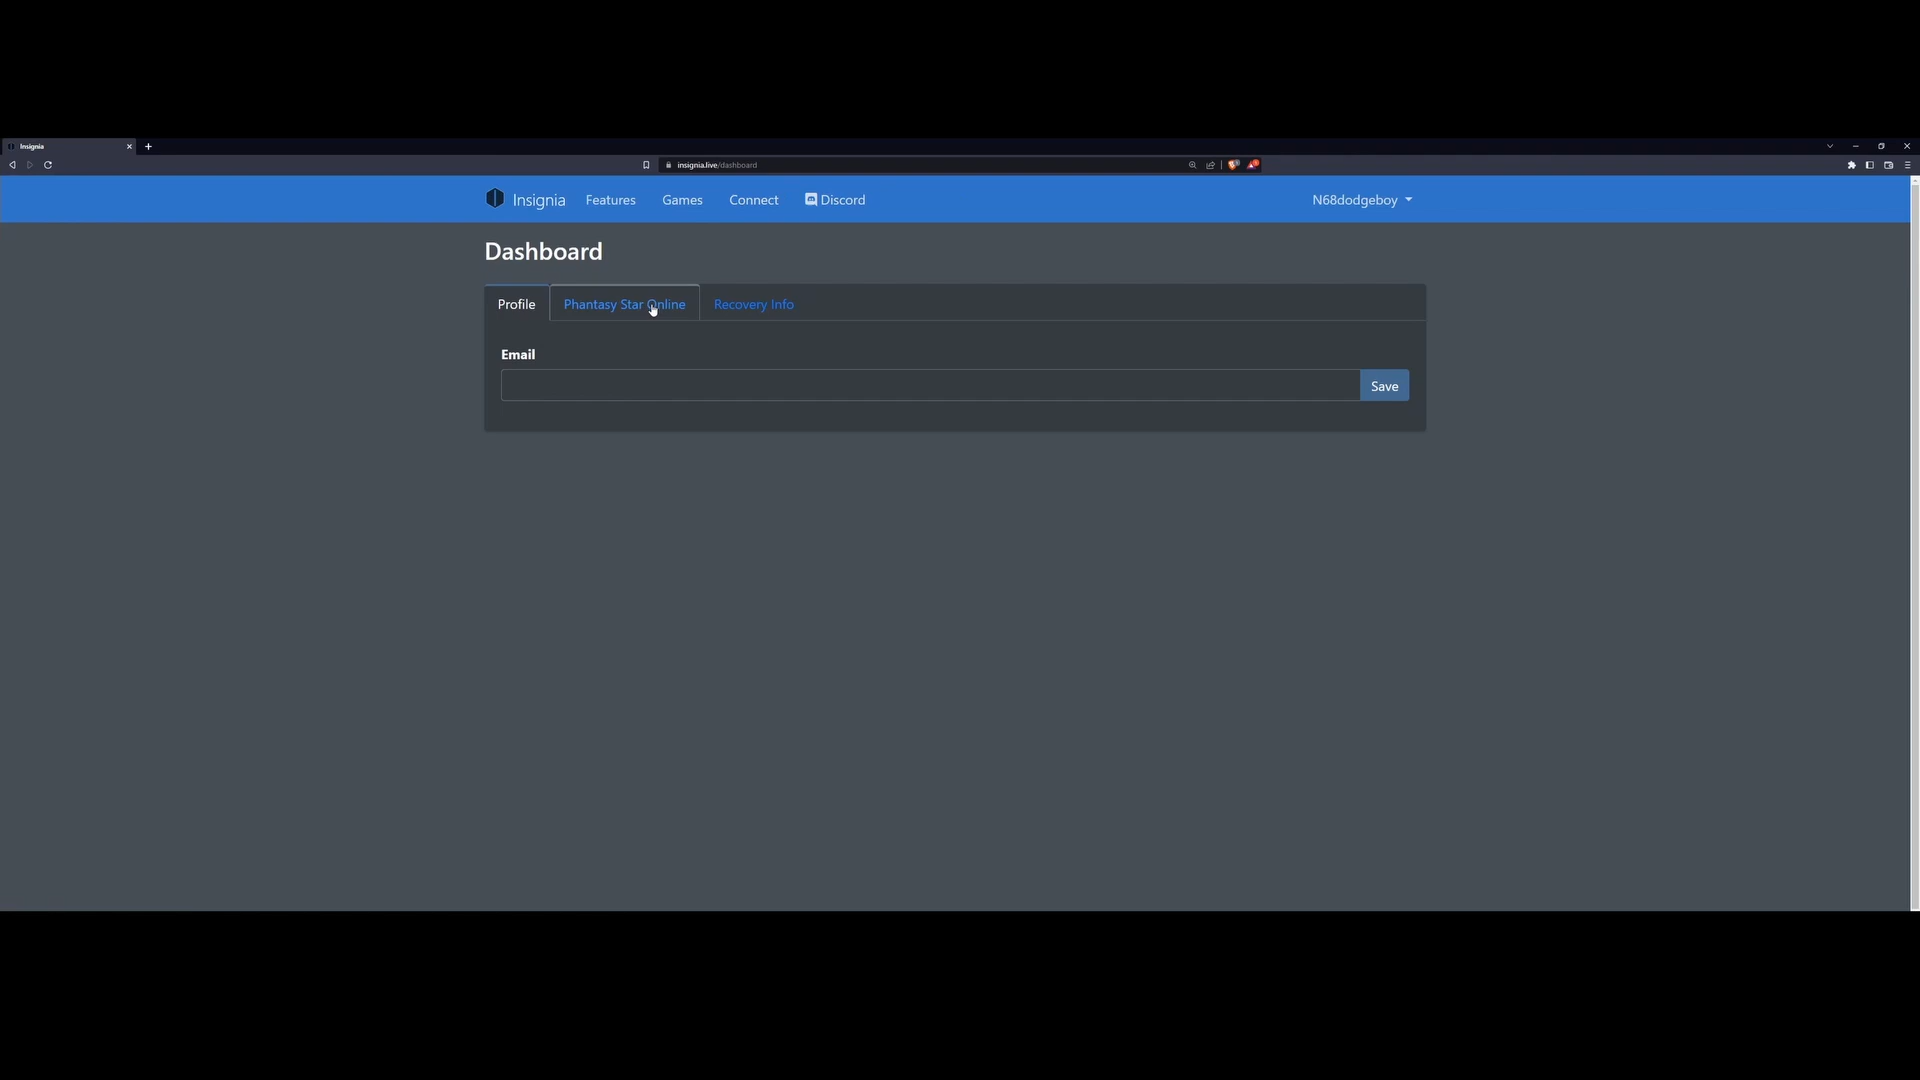 Insignia
insignia.live/dashboard
Insignia Features Games Connect Discord N68dodgeboy
Dashboard
Profile Phantasy Star Online Recovery Info
Email
Save